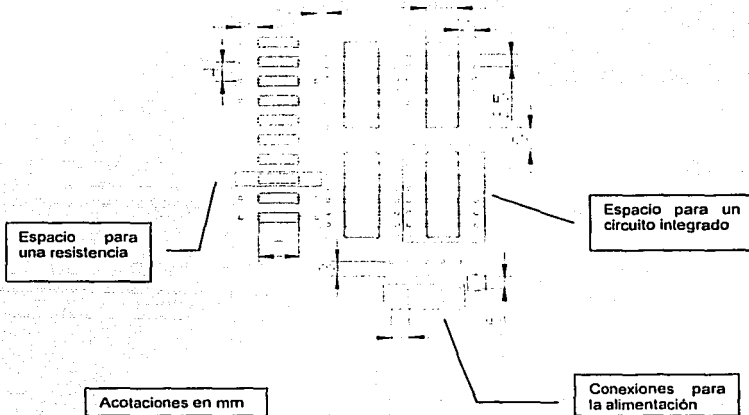 Espacio para
una resistencia
Espacio para un
circuito integrado
Conexiones para
la alimentación
Acotaciones en mm